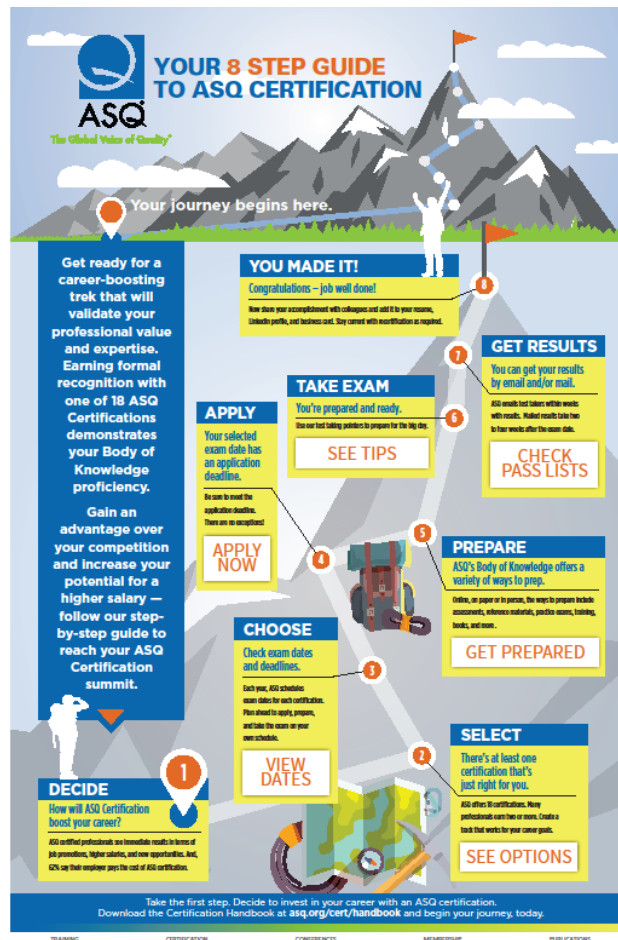 YOUR 8 STEP GUIDE
TO ASQ CERTIFICATION
ASQ
The Global Voice of Quality®
Your journey begins here.
Get ready for a
career-boosting
trek that will
validate your
professional value
and expertise.
Earning formal
recognition with
one of 18 ASQ
Certifications
demonstrates
your Body of
Knowledge
proficiency.
Gain an
advantage over
your competition
and increase your
potential for a
higher salary —
follow our step-
by-step guide to
reach your ASQ
Certification
summit.
1
DECIDE
How will ASQ Certification
boost your career?
ASQ certified professionals see immediate results in terms of
job promotions, higher salaries, and new opportunities. And,
62% say their employer pays the cost of ASQ certification.
2
SELECT
There's at least one
certification that's
just right for you.
ASQ offers 18 certifications. Many
professionals earn two or more. Create a
track that works for your career goals.
SEE OPTIONS
3
CHOOSE
Check exam dates
and deadlines.
Each year, ASQ schedules
exam dates for each certification.
Plan ahead to apply, prepare,
and take the exam on your
own schedule.
VIEW
DATES
4
APPLY
Your selected
exam date has
an application
deadline.
Be sure to meet the
application deadline.
There are no exceptions!
APPLY
NOW
5
PREPARE
ASQ's Body of Knowledge offers a
variety of ways to prep.
Online, on paper or in person, the ways to prepare include
assessments, reference materials, practice exams, training,
books, and more .
GET PREPARED
6
TAKE EXAM
You're prepared and ready.
Use our test taking pointers to prepare for the big day.
SEE TIPS
7
GET RESULTS
You can get your results
by email and/or mail.
ASQ emails test takers within weeks
with results. Mailed results take two
to four weeks after the exam date.
CHECK
PASS LISTS
8
YOU MADE IT!
Congratulations – job well done!
Now share your accomplishment with colleagues and add it to your resume,
LinkedIn profile, and business card. Stay current with recertification as required.
Take the first step. Decide to invest in your career with an ASQ certification.
Download the Certification Handbook at asq.org/cert/handbook and begin your journey, today.
TRAINING CERTIFICATION CONFERENCES MEMBERSHIP PUBLICATIONS